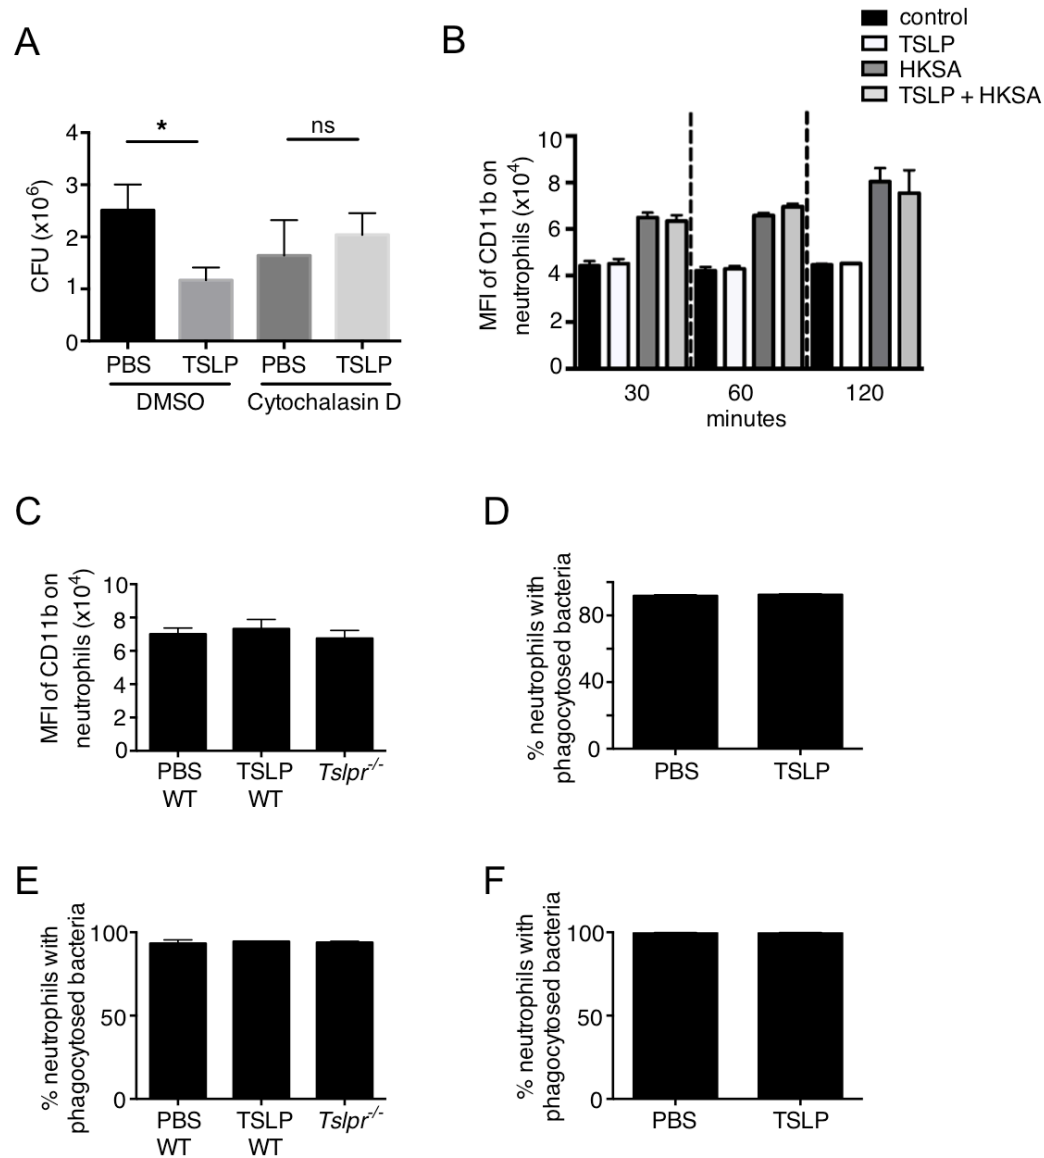 A
CFU (x10⁶)
4
3
2
1
0
*
ns
PBS TSLP PBS TSLP
DMSO Cytochalasin D
B
control
TSLP
HKSA
TSLP + HKSA
MFI of CD11b on
neutrophils (x10⁴)
10
8
6
4
2
0
30 60 120
minutes
C
MFI of CD11b on
neutrophils (x10⁴)
10
8
6
4
2
0
PBS TSLP Tslpr⁻/⁻
WT WT
D
% neutrophils with
phagocytosed bacteria
80
40
0
PBS TSLP
E
% neutrophils with
phagocytosed bacteria
100
50
0
PBS TSLP Tslpr⁻/⁻
WT WT
F
% neutrophils with
phagocytosed bacteria
100
50
0
PBS TSLP